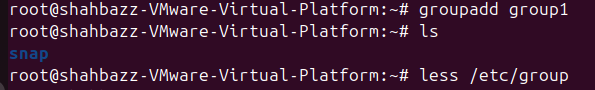 root@shahbazz-VMware-Virtual-Platform:~# groupadd group1
root@shahbazz-VMware-Virtual-Platform:~# ls
snap
root@shahbazz-VMware-Virtual-Platform:~# less /etc/group